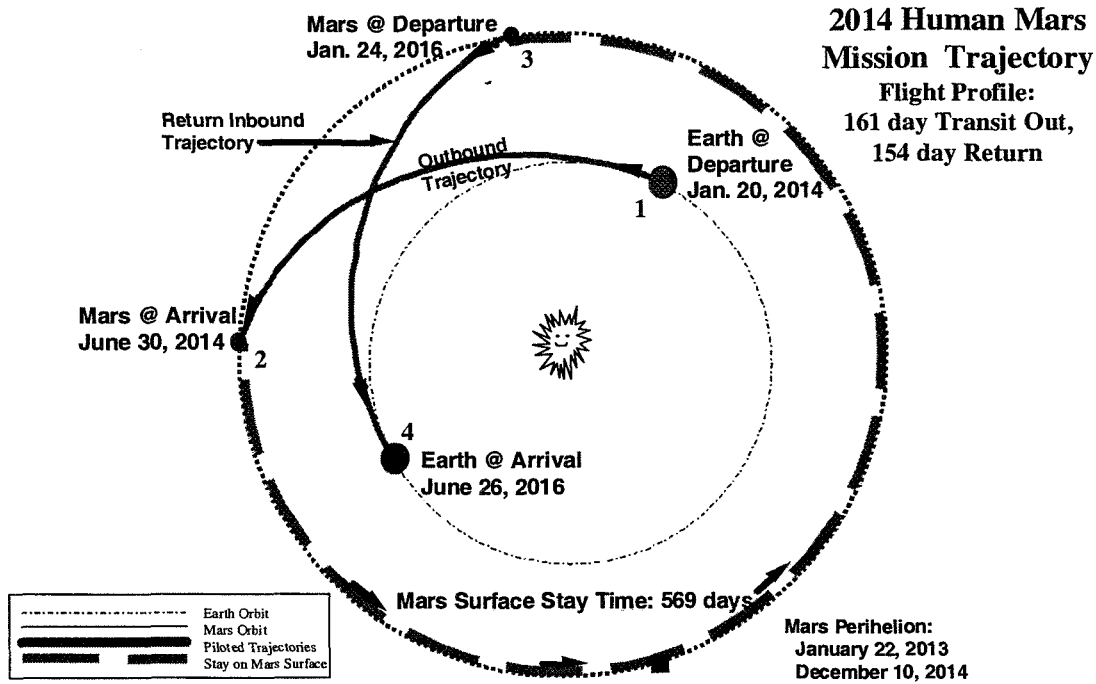 2014 Human Mars
Mission Trajectory
Flight Profile:
161 day Transit Out,
154 day Return
Mars @ Departure
Jan. 24, 2016
3
Return Inbound
Trajectory
Outbound
Trajectory
Earth @
Departure
Jan. 20, 2014
1
Mars @ Arrival
June 30, 2014
2
4
Earth @ Arrival
June 26, 2016
Mars Surface Stay Time: 569 days
Earth Orbit
Mars Orbit
Piloted Trajectories
Stay on Mars Surface
Mars Perihelion:
January 22, 2013
December 10, 2014